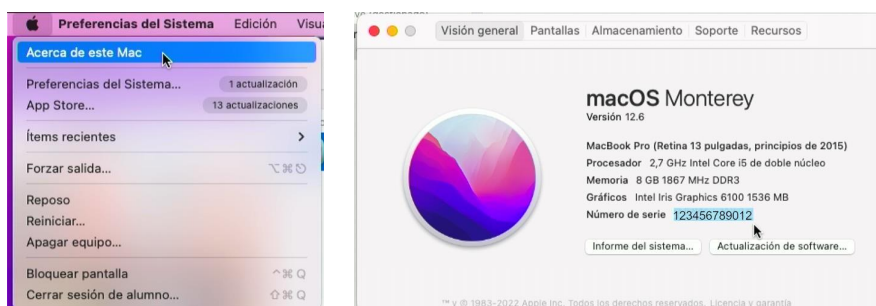 Preferencias del Sistema Edición Visu
Acerca de este Mac
Preferencias del Sistema... 1 actualización
App Store... 13 actualizaciones
Ítems recientes >
Forzar salida... ⌥⌘⎋
Reposo
Reiniciar...
Apagar equipo...
Bloquear pantalla ^⌘Q
Cerrar sesión de alumno... ⇧⌘Q
Visión general Pantallas Almacenamiento Soporte Recursos
macOS Monterey
Versión 12.6
MacBook Pro (Retina 13 pulgadas, principios de 2015)
Procesador 2,7 GHz Intel Core i5 de doble núcleo
Memoria 8 GB 1867 MHz DDR3
Gráficos Intel Iris Graphics 6100 1536 MB
Número de serie 123456789012
Informe del sistema... Actualización de software...
™ y © 1983-2022 Apple Inc. Todos los derechos reservados. Licencia y garantía